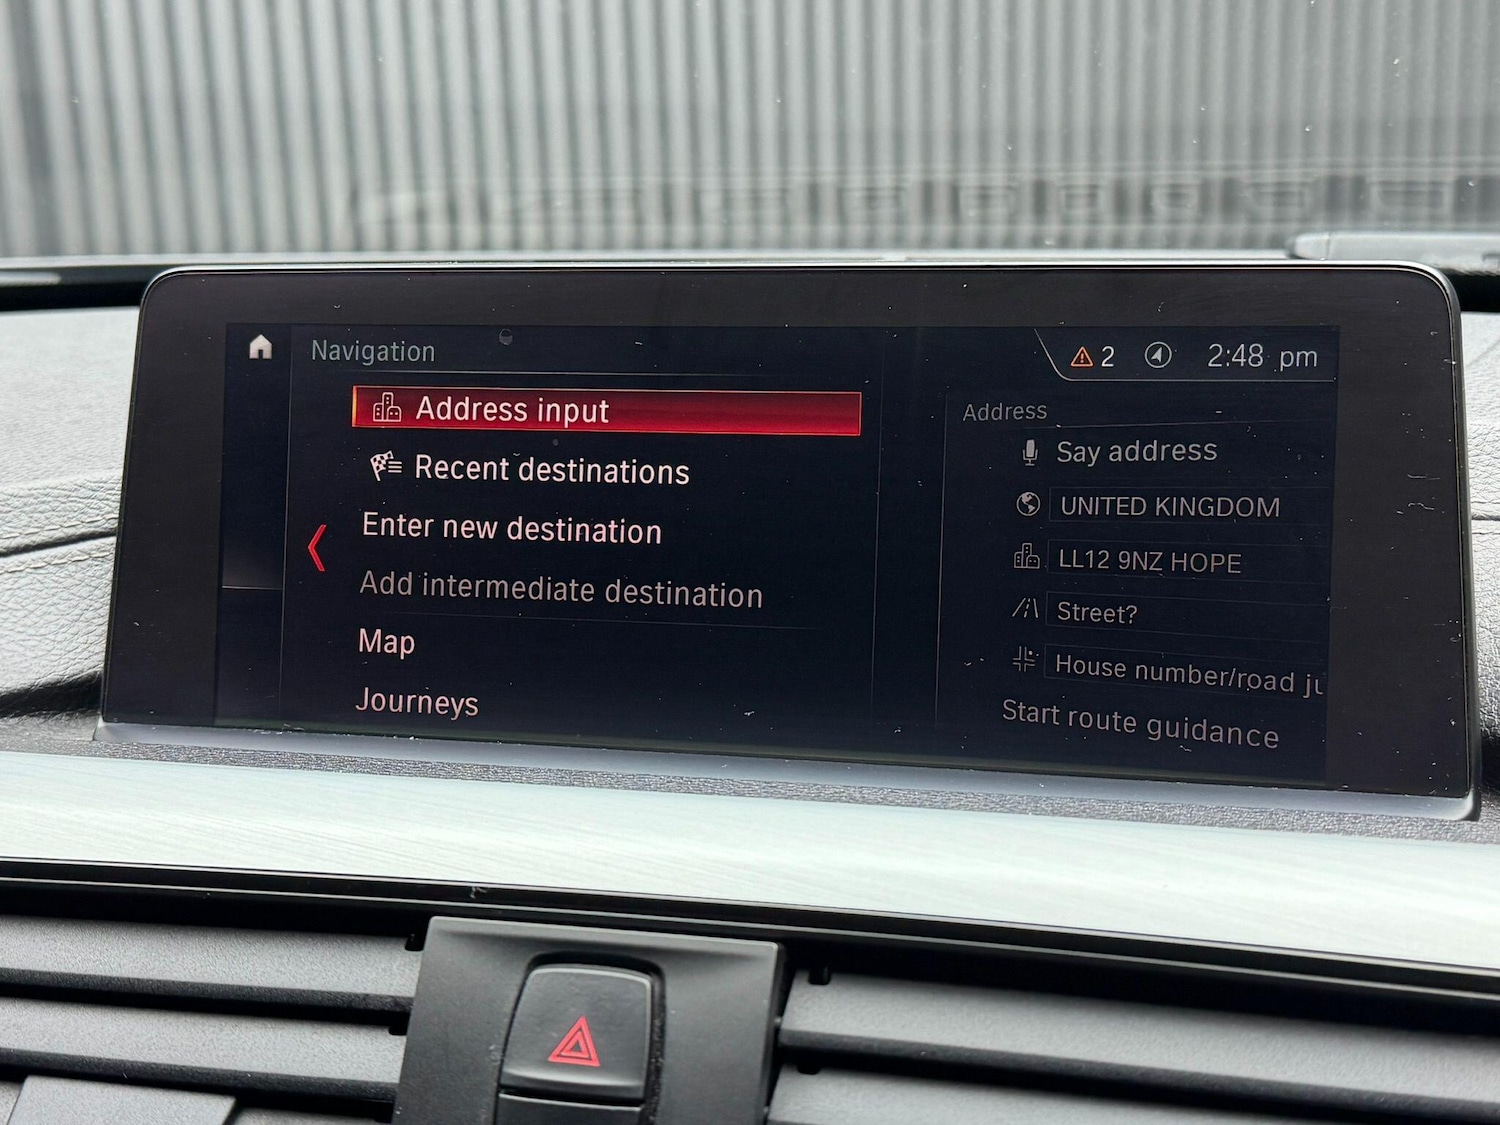 Navigation
2 2:48 pm
Address input
Recent destinations
Enter new destination
Add intermediate destination
Map
Journeys
Address
Say address
UNITED KINGDOM
LL12 9NZ HOPE
Street?
House number/road ju
Start route guidance